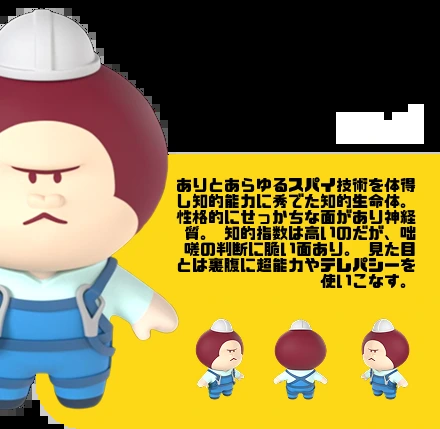 ありとあらゆるスパイ技術を体得
し知的能力に秀でた知的生命体。
性格的にせっかちな面があり神経
質。 知的指数は高いのだが、咄
嗟の判断に脆い面あり。 見た目
とは裏腹に超能力やテレパシーを
使いこなす。